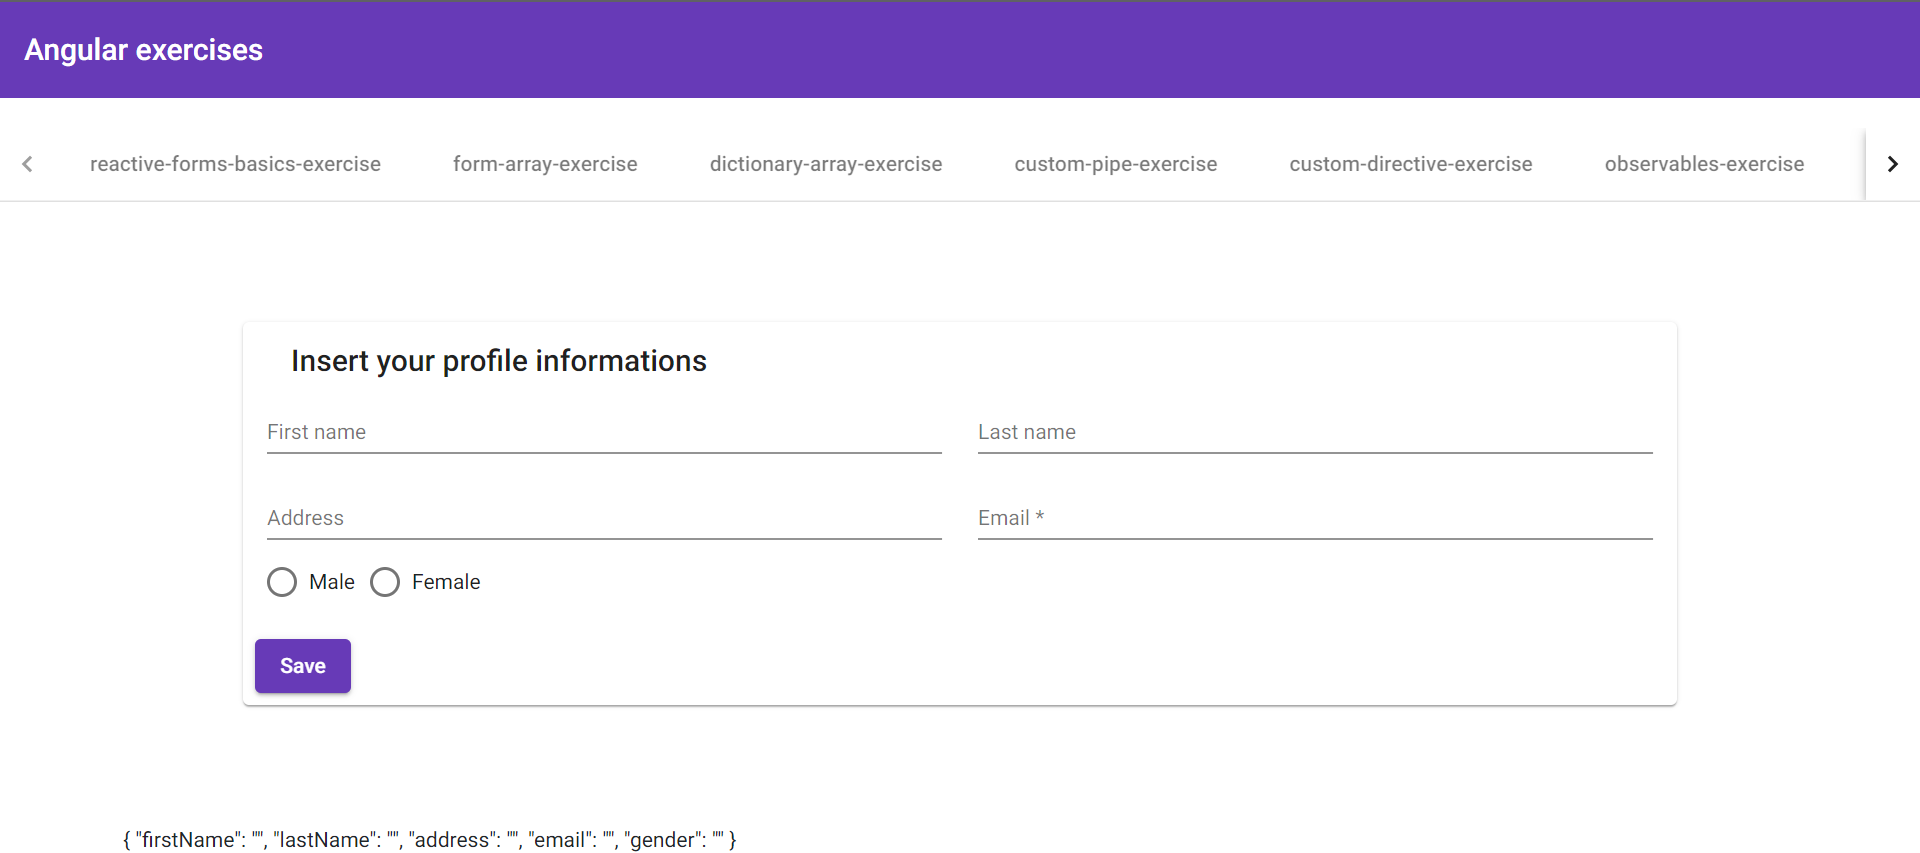 Angular exercises
reactive-forms-basics-exercise form-array-exercise dictionary-array-exercise custom-pipe-exercise custom-directive-exercise observables-exercise
Insert your profile informations
First name Last name
Address Email *
Male Female
Save
{ "firstName": "", "lastName": "", "address": "", "email": "", "gender": "" }